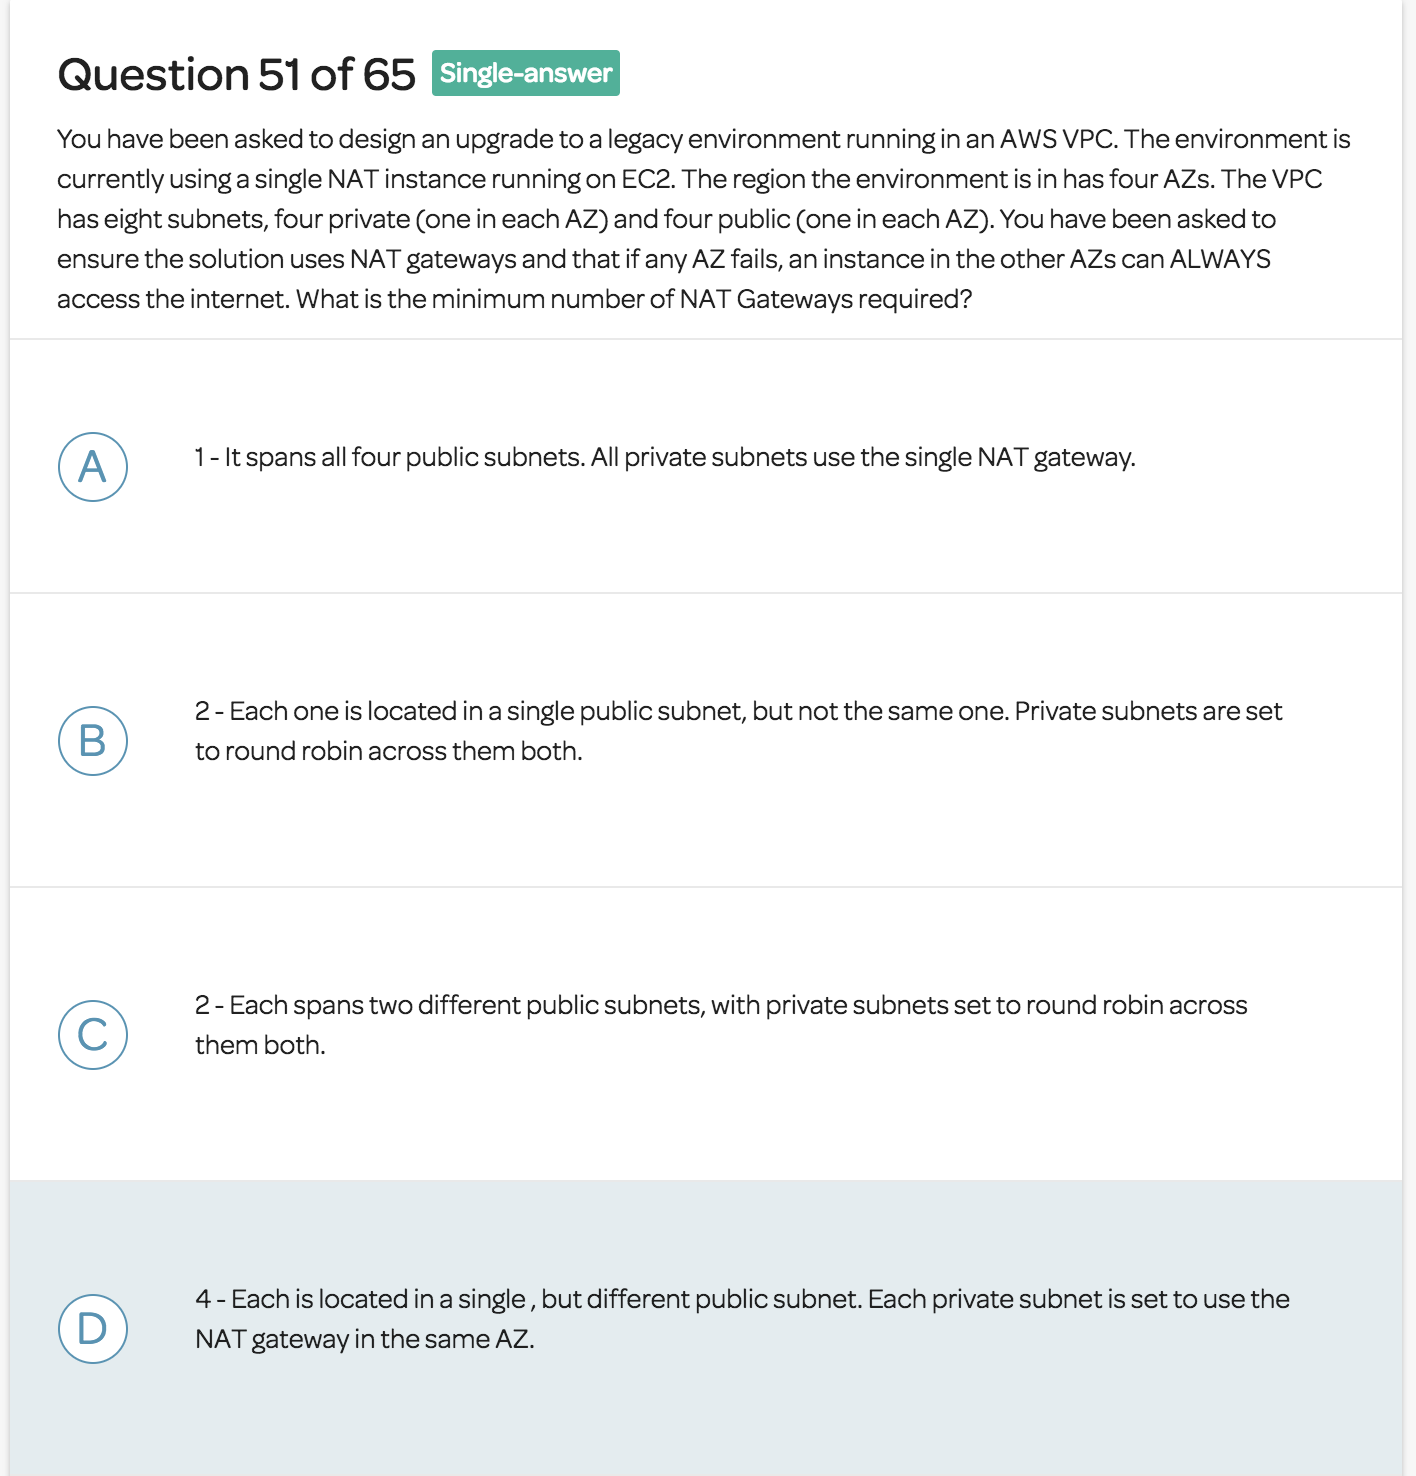 Question 51 of 65 Single-answer
You have been asked to design an upgrade to a legacy environment running in an AWS VPC. The environment is
currently using a single NAT instance running on EC2. The region the environment is in has four AZs. The VPC
has eight subnets, four private (one in each AZ) and four public (one in each AZ). You have been asked to
ensure the solution uses NAT gateways and that if any AZ fails, an instance in the other AZs can ALWAYS
access the internet. What is the minimum number of NAT Gateways required?
A
1 - It spans all four public subnets. All private subnets use the single NAT gateway.
B
2 - Each one is located in a single public subnet, but not the same one. Private subnets are set
to round robin across them both.
C
2 - Each spans two different public subnets, with private subnets set to round robin across
them both.
D
4 - Each is located in a single , but different public subnet. Each private subnet is set to use the
NAT gateway in the same AZ.